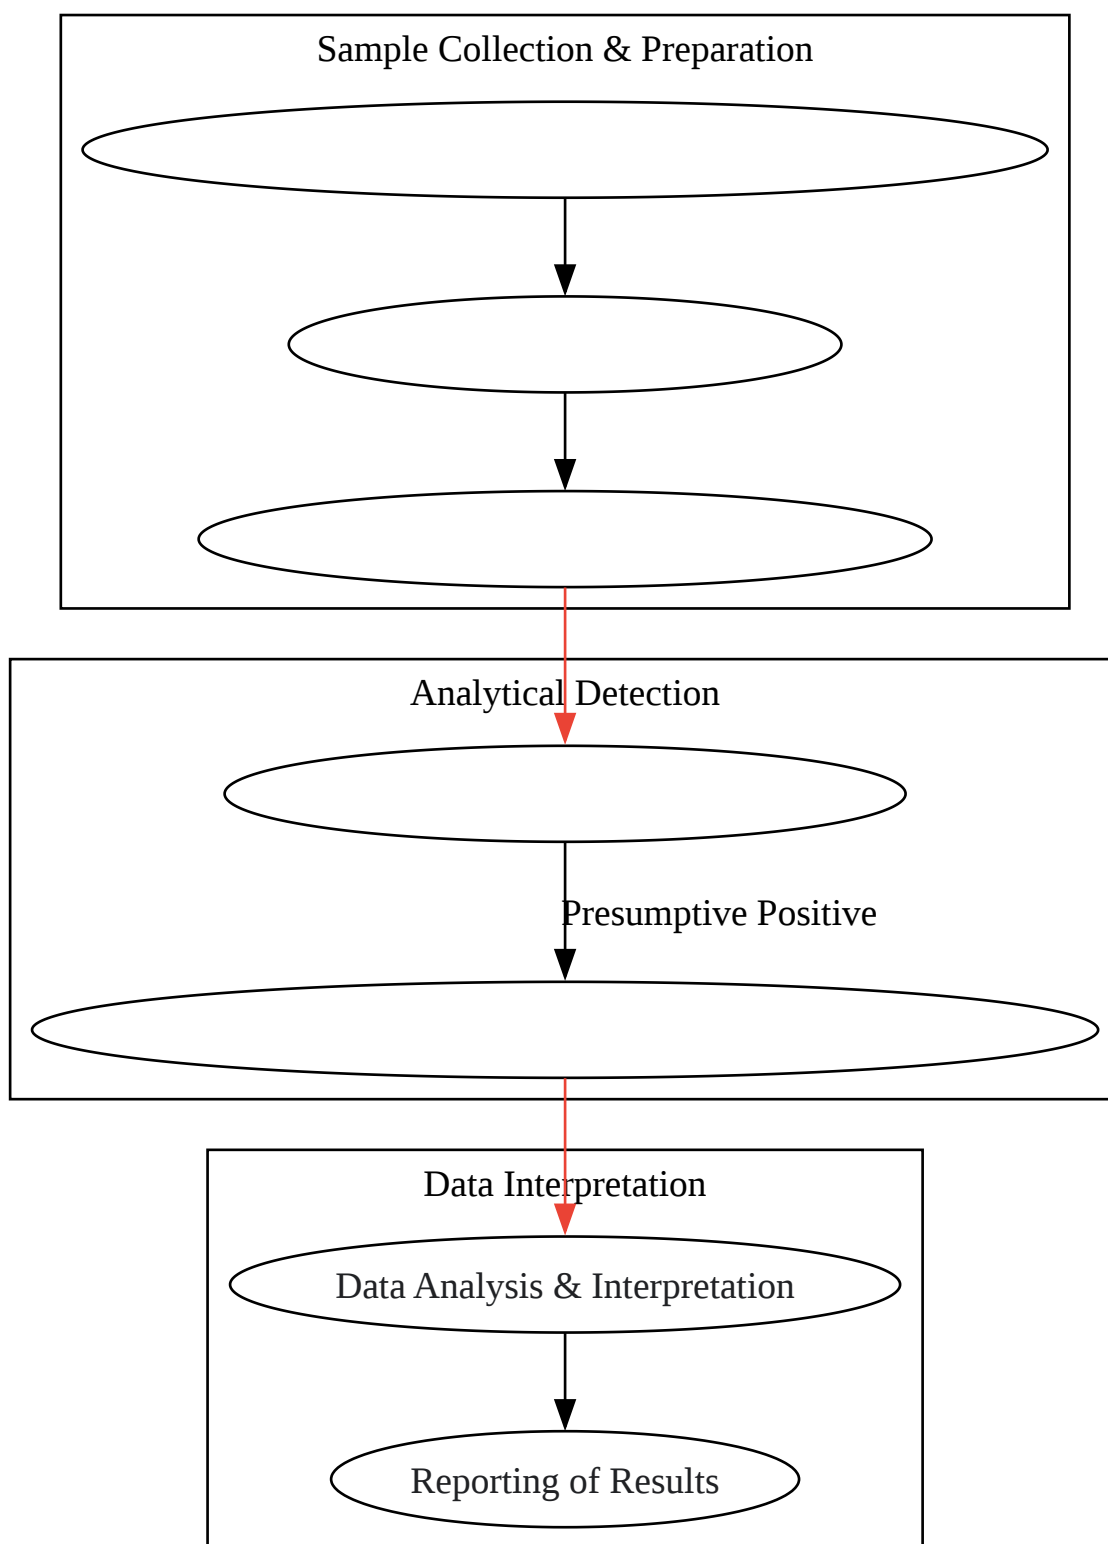 Sample Collection & Preparation
Analytical Detection
Presumptive Positive
Data Interpretation
Data Analysis & Interpretation
Reporting of Results